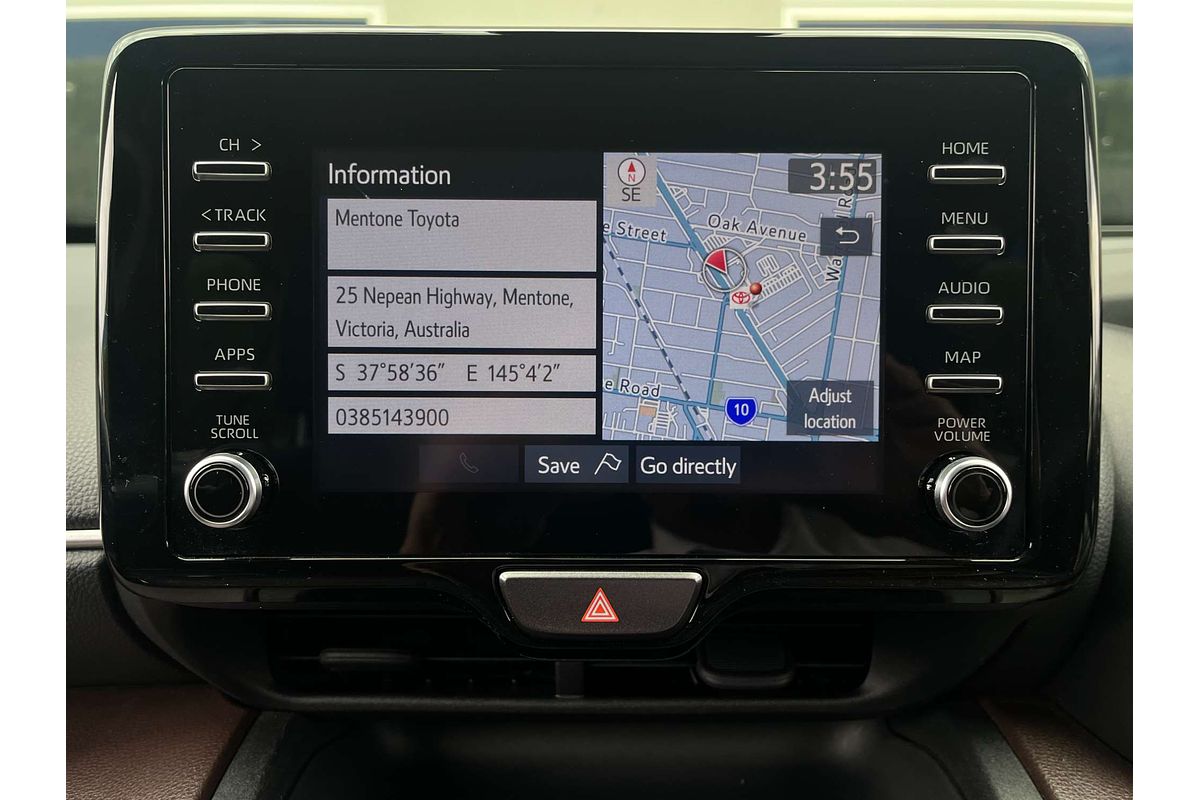 CH >
< TRACK
PHONE
APPS
TUNE
SCROLL
Information
Mentone Toyota
25 Nepean Highway, Mentone,
Victoria, Australia
S 37°58'36" E 145°4'2"
0385143900
Save
Go directly
N
SE
3:55
Oak Avenue
e Street
e Road
10
Adjust
location
HOME
MENU
AUDIO
MAP
POWER
VOLUME